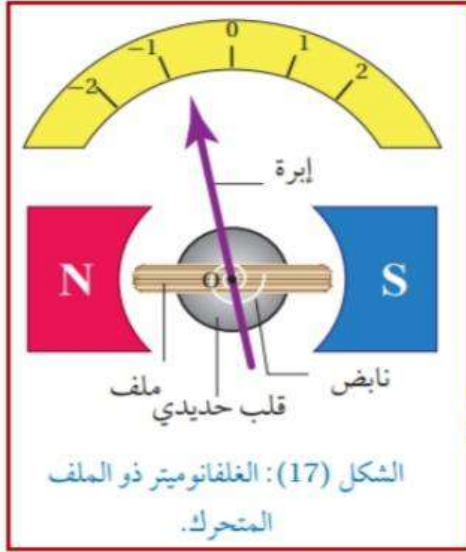 -2 -1 0 1 2
إبرة
N O S
نابض
ملف
قلب حديدي
الشكل (17): الغلفانوميتر ذو الملف
المتحرك.